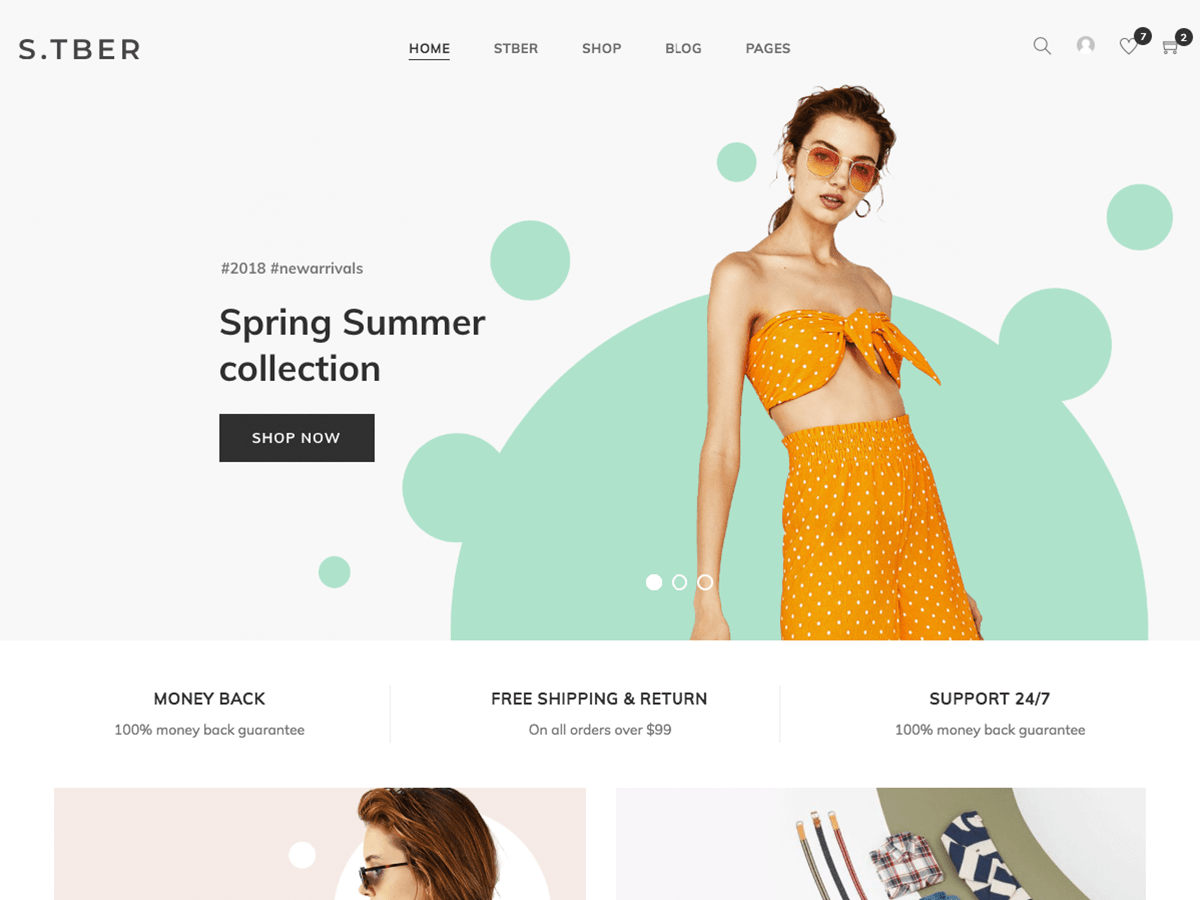 S.TBER
HOME
STBER
SHOP
BLOG
PAGES
7
2
#2018 #newarrivals
Spring Summer
collection
SHOP NOW
MONEY BACK
100% money back guarantee
FREE SHIPPING & RETURN
On all orders over $99
SUPPORT 24/7
100% money back guarantee